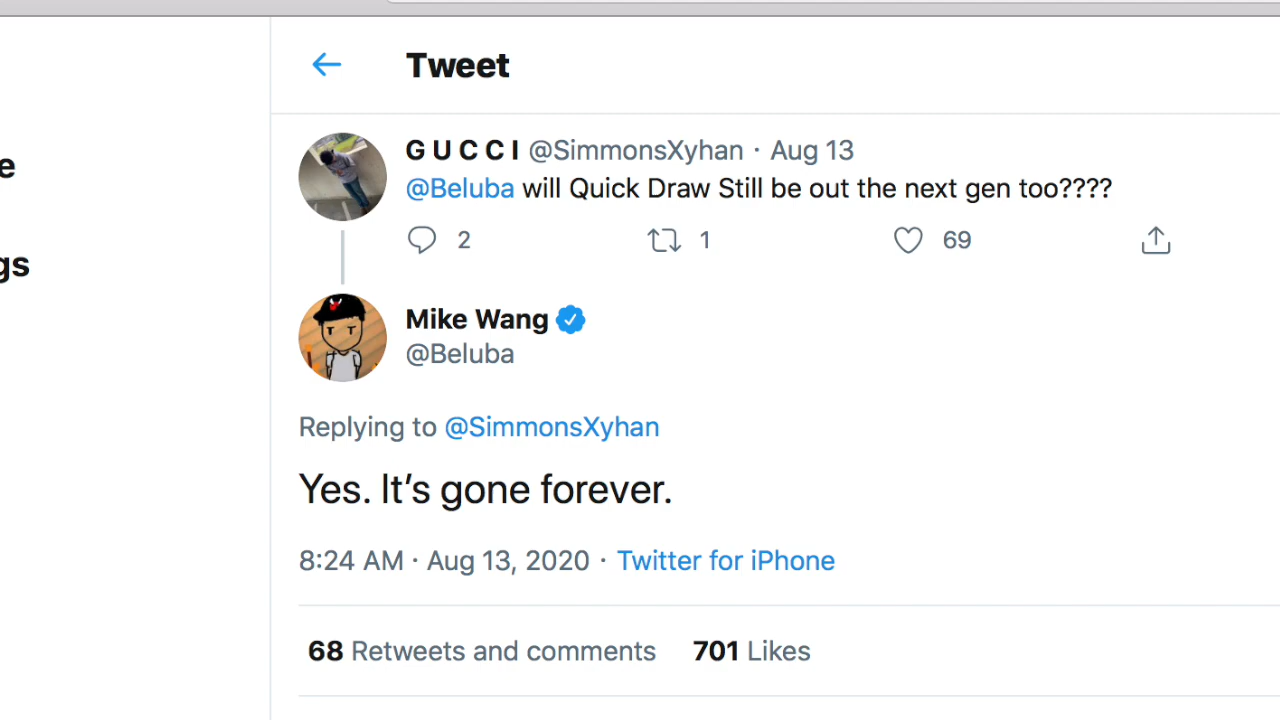 Tweet
e
gs
G U C C I @SimmonsXyhan · Aug 13
@Beluba will Quick Draw Still be out the next gen too????
2 1 69
Mike Wang
@Beluba
Replying to @SimmonsXyhan
Yes. It’s gone forever.
8:24 AM · Aug 13, 2020 · Twitter for iPhone
68 Retweets and comments 701 Likes